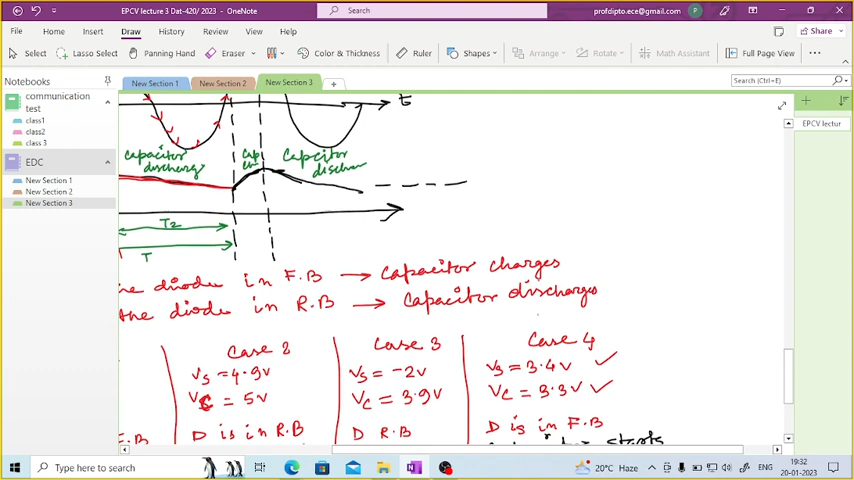 EPCV lecture 3 Dat-420/ 2023 - OneNote
Search
profdipto.ece@gmail.com
P
File Home Insert Draw History Review View Help
Share
Select Lasso Select Panning Hand Eraser Color & Thickness Ruler Shapes Arrange Rotate Math Assistant Full Page View
Notebooks
New Section 1 New Section 2 New Section 3
Search (Ctrl+E)
communication test
class1
class2
class 3
EDC
New Section 1
New Section 2
New Section 3
EPCV lectur
t
capacitor discharg
cap
Capcitor discharr
T2
T
he diode in F.B → capacitor charges
the diode in R.B → capacitor discharges
Case 2
Vs = 4.9V
VC = 5V
D is in R.B
Case 3
Vs = -2V
VC = 3.9V
D R.B
Case 4
Vs = 3.4V ✓
VC = 3.3V ✓
D is in F.B
starts
F.B
Type here to search
20°C Haze
ENG
19:32
20-01-2023